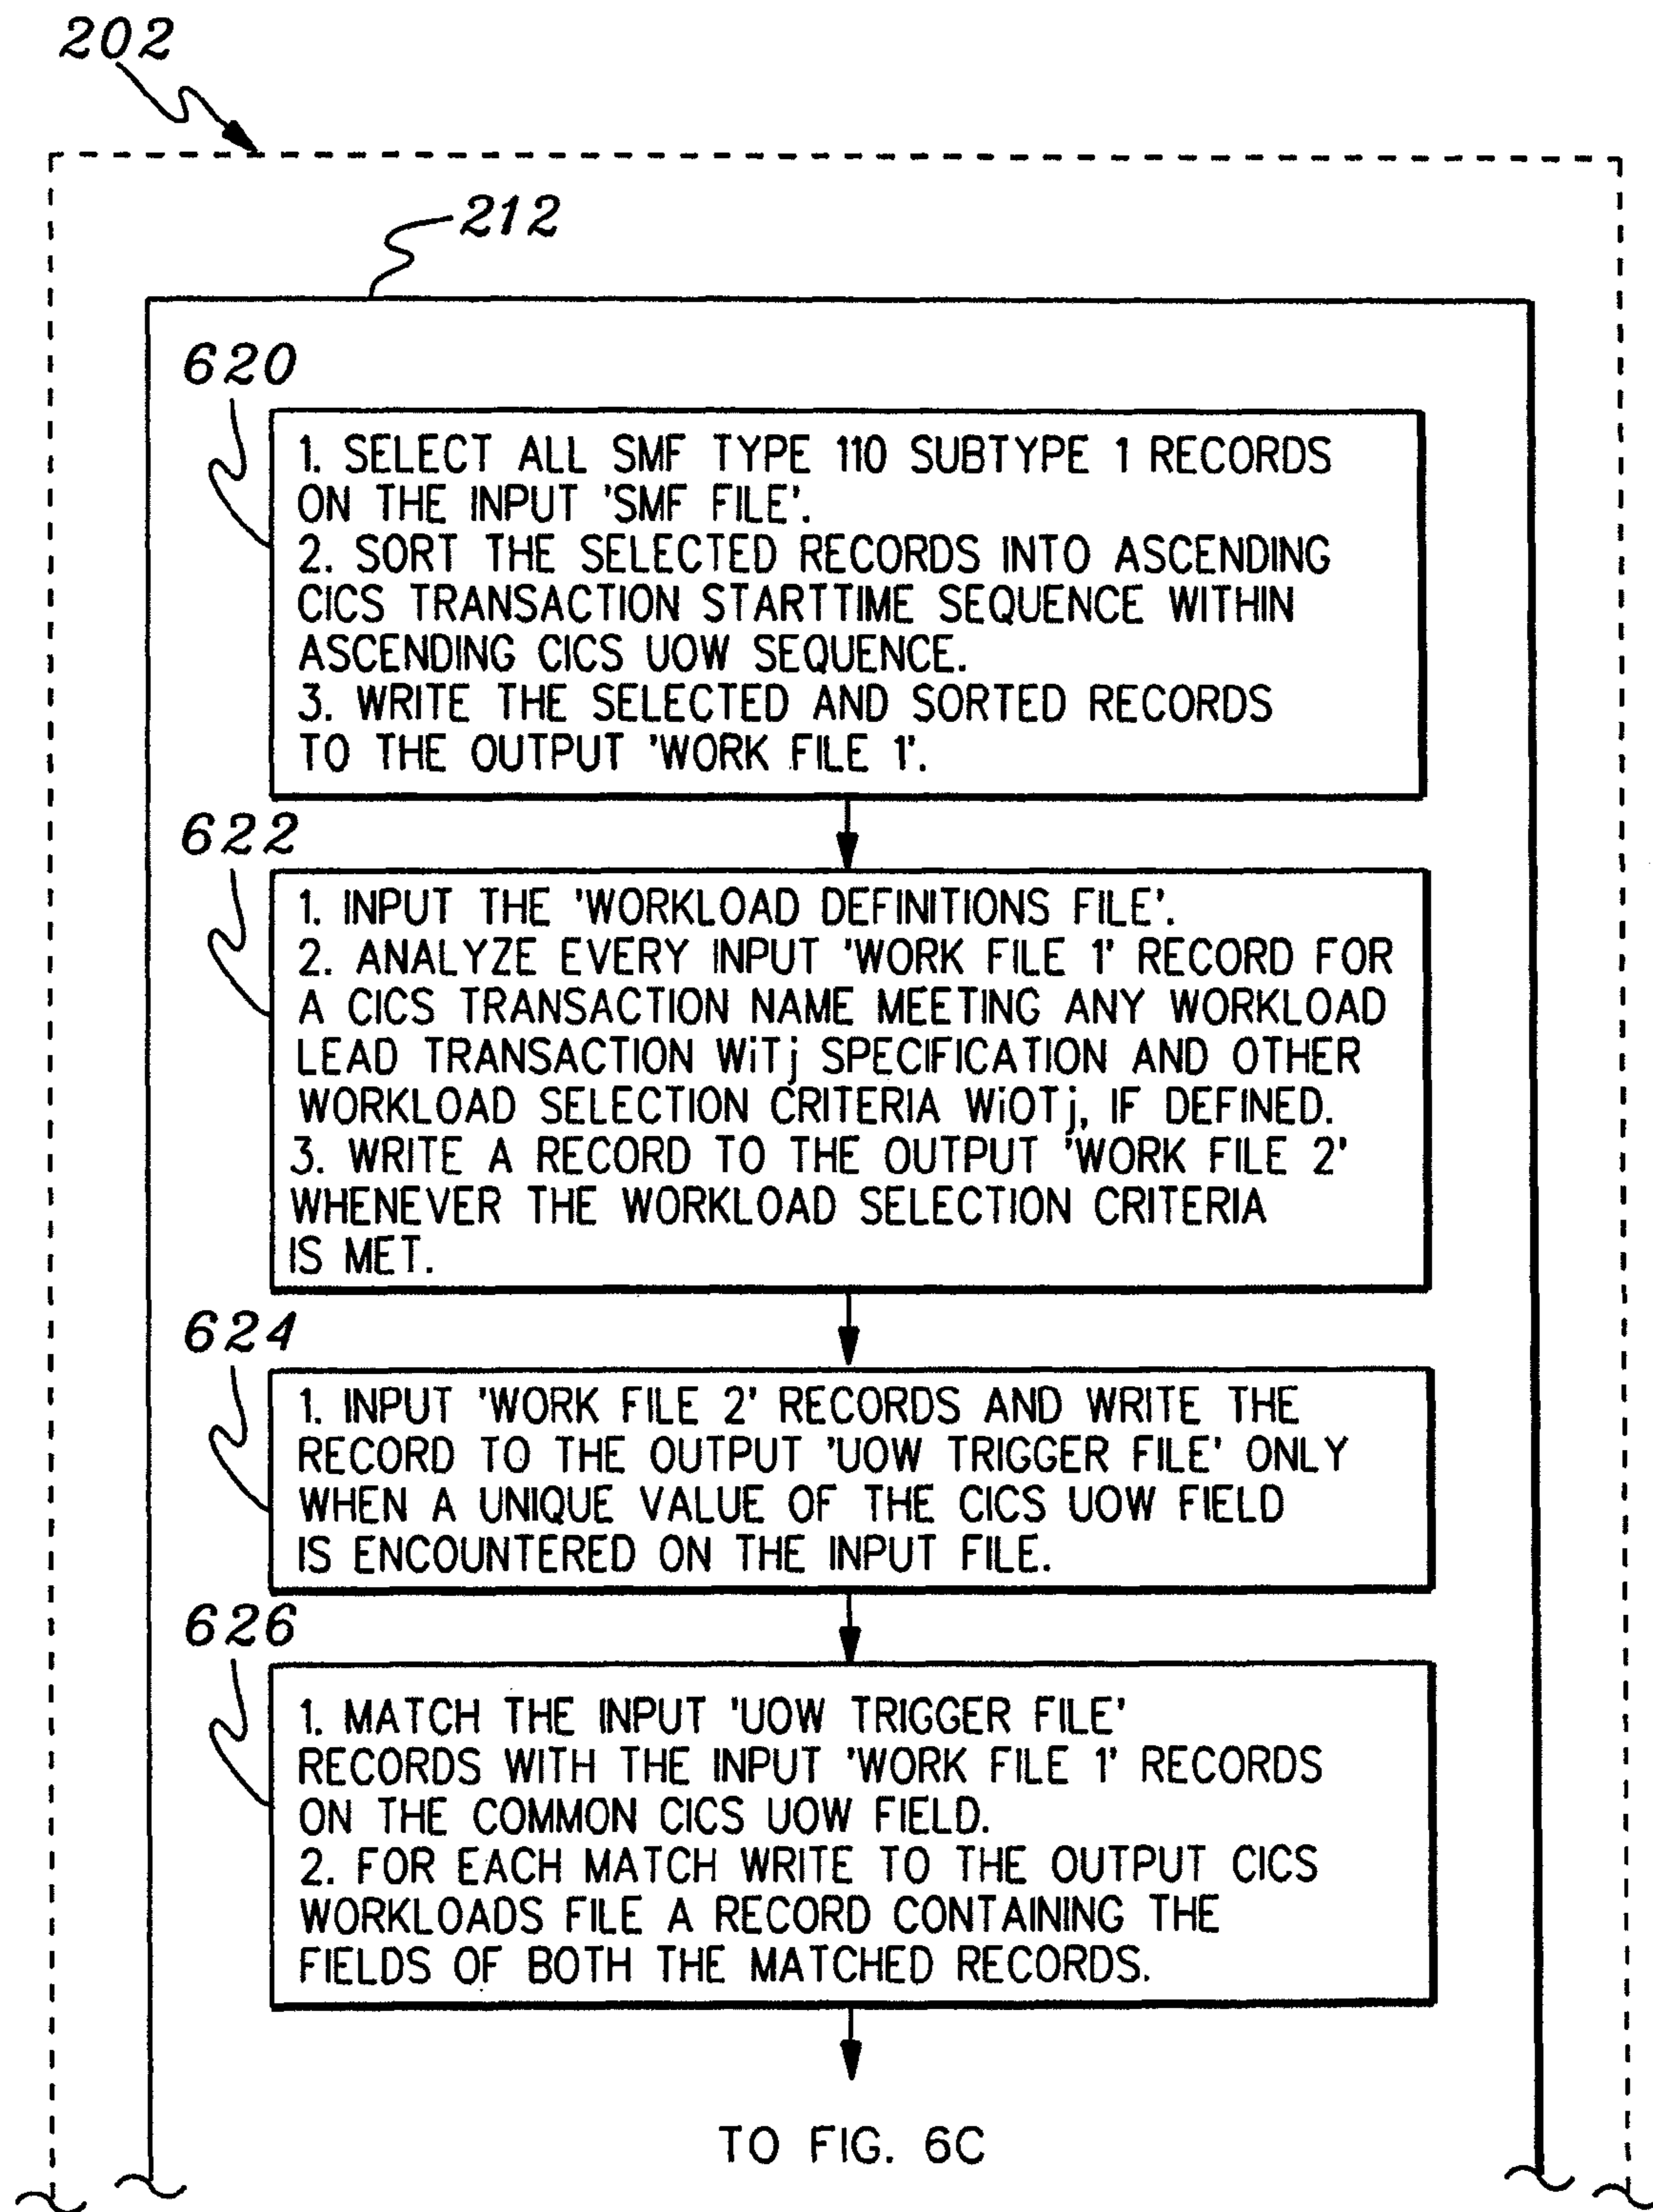 202
212
620
1. SELECT ALL SMF TYPE 110 SUBTYPE 1 RECORDS
ON THE INPUT 'SMF FILE'.
2. SORT THE SELECTED RECORDS INTO ASCENDING
CICS TRANSACTION STARTTIME SEQUENCE WITHIN
ASCENDING CICS UOW SEQUENCE.
3. WRITE THE SELECTED AND SORTED RECORDS
TO THE OUTPUT 'WORK FILE 1'.
622
1. INPUT THE 'WORKLOAD DEFINITIONS FILE'.
2. ANALYZE EVERY INPUT 'WORK FILE 1' RECORD FOR
A CICS TRANSACTION NAME MEETING ANY WORKLOAD
LEAD TRANSACTION WiTj SPECIFICATION AND OTHER
WORKLOAD SELECTION CRITERIA WiOTj, IF DEFINED.
3. WRITE A RECORD TO THE OUTPUT 'WORK FILE 2'
WHENEVER THE WORKLOAD SELECTION CRITERIA
IS MET.
624
1. INPUT 'WORK FILE 2' RECORDS AND WRITE THE
RECORD TO THE OUTPUT 'UOW TRIGGER FILE' ONLY
WHEN A UNIQUE VALUE OF THE CICS UOW FIELD
IS ENCOUNTERED ON THE INPUT FILE.
626
1. MATCH THE INPUT 'UOW TRIGGER FILE'
RECORDS WITH THE INPUT 'WORK FILE 1' RECORDS
ON THE COMMON CICS UOW FIELD.
2. FOR EACH MATCH WRITE TO THE OUTPUT CICS
WORKLOADS FILE A RECORD CONTAINING THE
FIELDS OF BOTH THE MATCHED RECORDS.
TO FIG. 6C